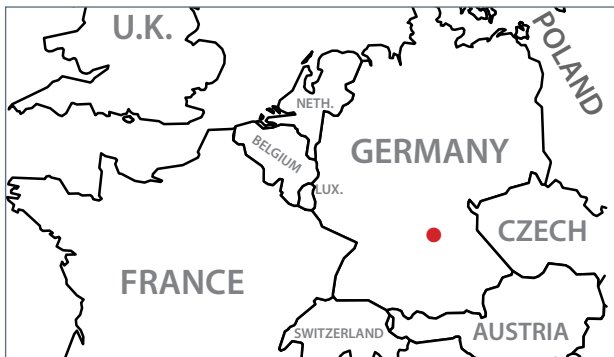 U.K.
POLAND
NETH.
BELGIUM
GERMANY
LUX.
CZECH
FRANCE
SWITZERLAND
AUSTRIA